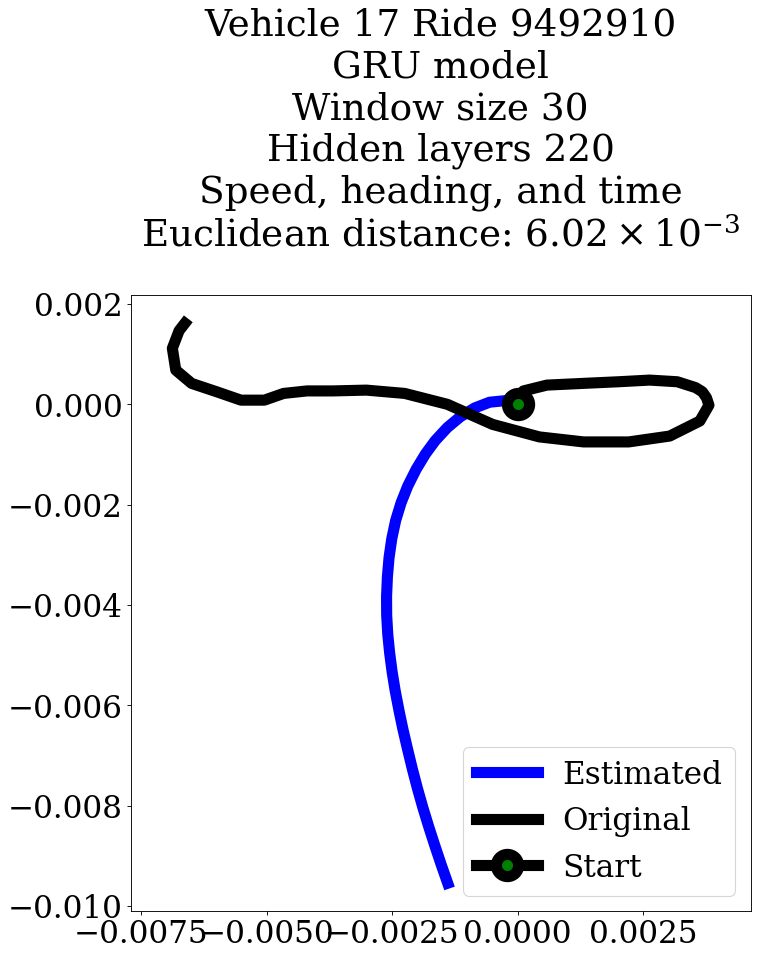 Vehicle 17 Ride 9492910
GRU model
Window size 30
Hidden layers 220
Speed, heading, and time
Euclidean distance: 6.02 × 10⁻³
0.002
0.000
−0.002
−0.004
−0.006
−0.008
−0.010
−0.0075 −0.0050 −0.0025 0.0000 0.0025
Estimated
Original
Start